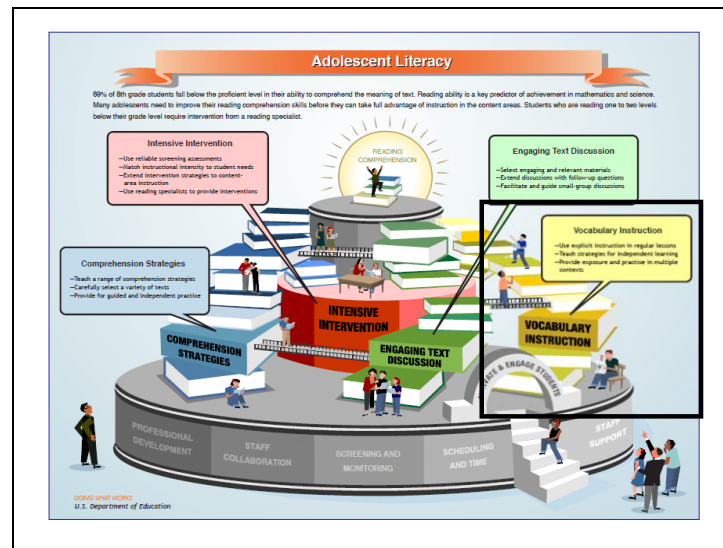 Adolescent Literacy
69% of 8th grade students fall below the proficient level in their ability to comprehend the meaning of text. Reading ability is a key predictor of achievement in mathematics and science.
Many adolescents need to improve their reading comprehension skills before they can take full advantage of instruction in the content areas. Students who are reading one to two levels
below their grade level require intervention from a reading specialist.
Intensive Intervention
—Use reliable screening assessments
—Match instructional intensity to student needs
—Extend intervention strategies to content-
area instruction
—Use reading specialists to provide interventions
READING
COMPREHENSION
Engaging Text Discussion
—Select engaging and relevant materials
—Extend discussions with follow-up questions
—Facilitate and guide small-group discussions
Vocabulary Instruction
—Use explicit instruction in regular lessons
—Teach strategies for independent learning
—Provide exposure and practice in multiple
contexts
Comprehension Strategies
—Teach a range of comprehension strategies
—Carefully select a variety of texts
—Provide for guided and independent practice
INTENSIVE
INTERVENTION
COMPREHENSION
STRATEGIES
ENGAGING TEXT
DISCUSSION
VOCABULARY
INSTRUCTION
& ENGAGE STUDENTS
PROFESSIONAL
DEVELOPMENT
STAFF
COLLABORATION
SCREENING AND
MONITORING
SCHEDULING
AND TIME
STAFF
SUPPORT
DOING WHAT WORKS
U.S. Department of Education